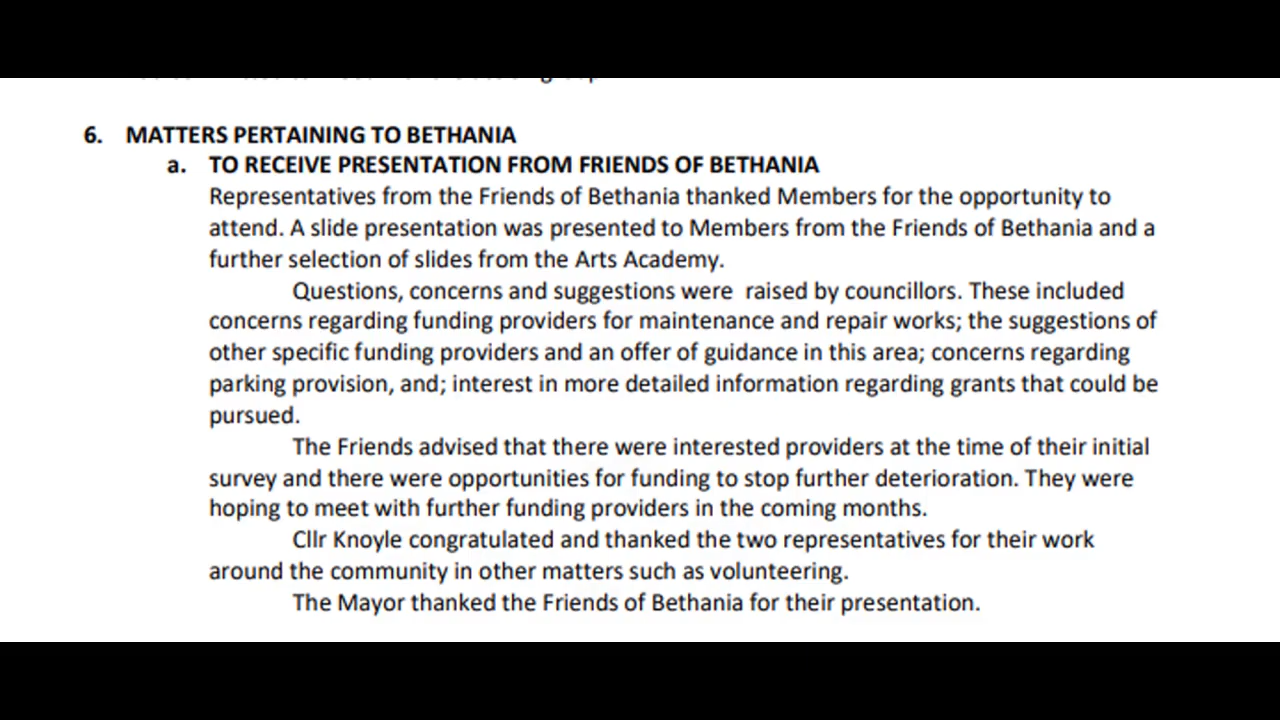 6. MATTERS PERTAINING TO BETHANIA
a. TO RECEIVE PRESENTATION FROM FRIENDS OF BETHANIA
Representatives from the Friends of Bethania thanked Members for the opportunity to
attend. A slide presentation was presented to Members from the Friends of Bethania and a
further selection of slides from the Arts Academy.
Questions, concerns and suggestions were  raised by councillors. These included
concerns regarding funding providers for maintenance and repair works; the suggestions of
other specific funding providers and an offer of guidance in this area; concerns regarding
parking provision, and; interest in more detailed information regarding grants that could be
pursued.
The Friends advised that there were interested providers at the time of their initial
survey and there were opportunities for funding to stop further deterioration. They were
hoping to meet with further funding providers in the coming months.
Cllr Knoyle congratulated and thanked the two representatives for their work
around the community in other matters such as volunteering.
The Mayor thanked the Friends of Bethania for their presentation.